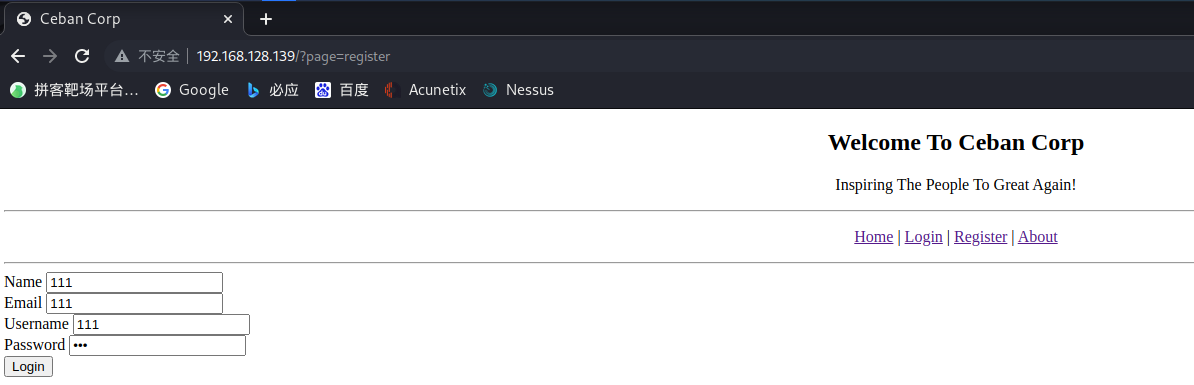 Ceban Corp
不安全 192.168.128.139/?page=register
拼客靶场平台… Google 必应 百度 Acunetix Nessus
Welcome To Ceban Corp
Inspiring The People To Great Again!
Home | Login | Register | About
Name 111
Email 111
Username 111
Password •••
Login